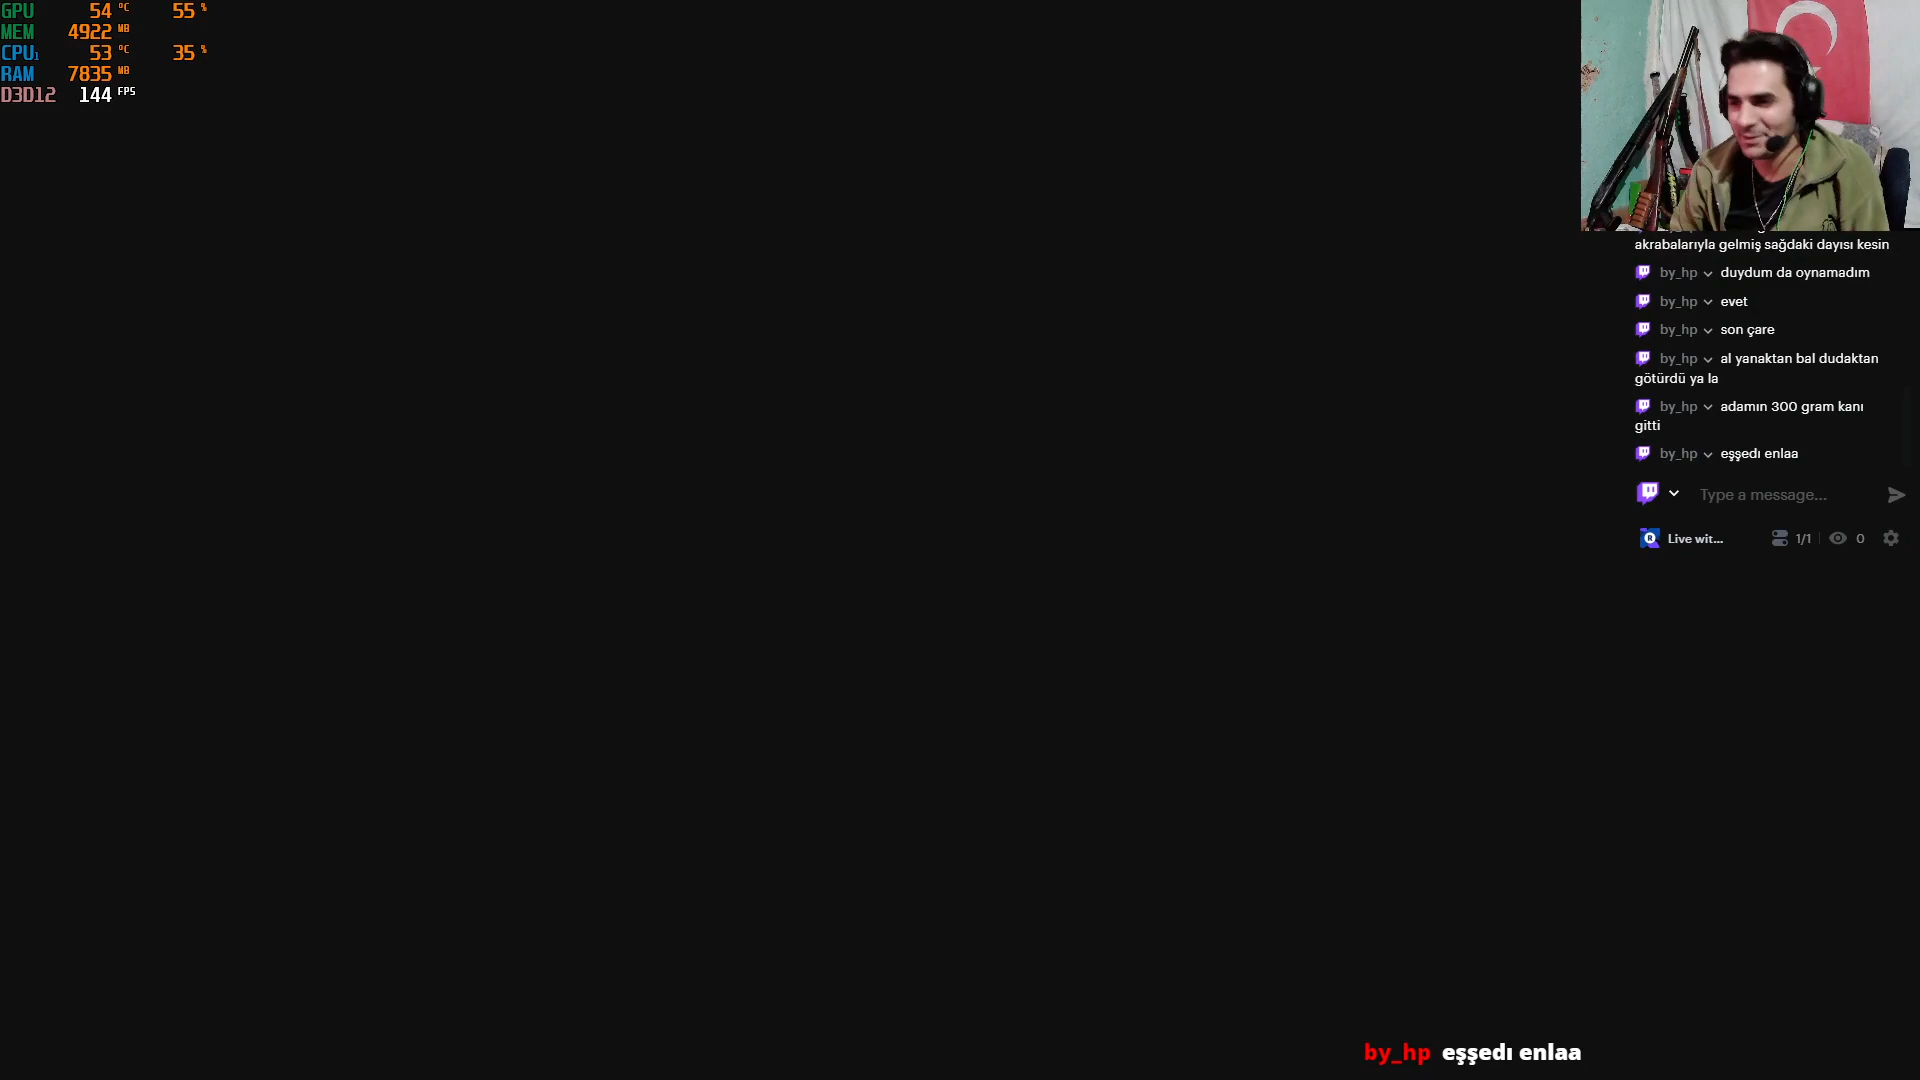 GPU 54 °C 55 %
MEM 4922 MB
CPU1 53 °C 35 %
RAM 7835 MB
D3D12 144 FPS
akrabalarıyla gelmiş sağdaki dayısı kesin
by_hp duydum da oynamadım
by_hp evet
by_hp son çare
by_hp al yanaktan bal dudaktan
götürdü ya la
by_hp adamın 300 gram kanı
gitti
by_hp eşşedı enlaa
Type a message...
Live wit... 1/1 0
by_hp eşşedı enlaa